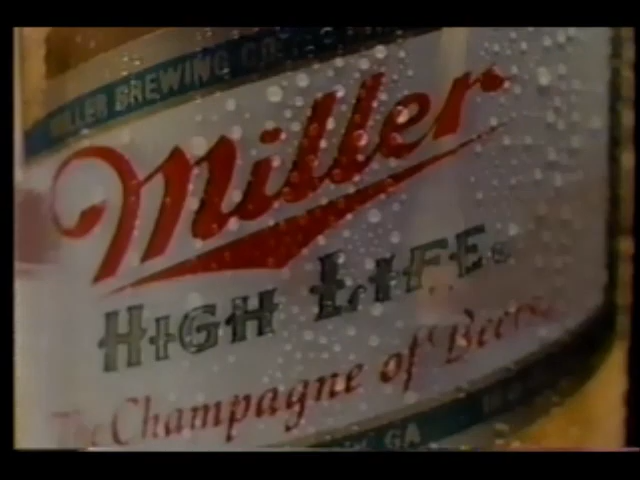 MILLER BREWING CO.
Miller
HIGH LIFE®
The Champagne of Beers
GA